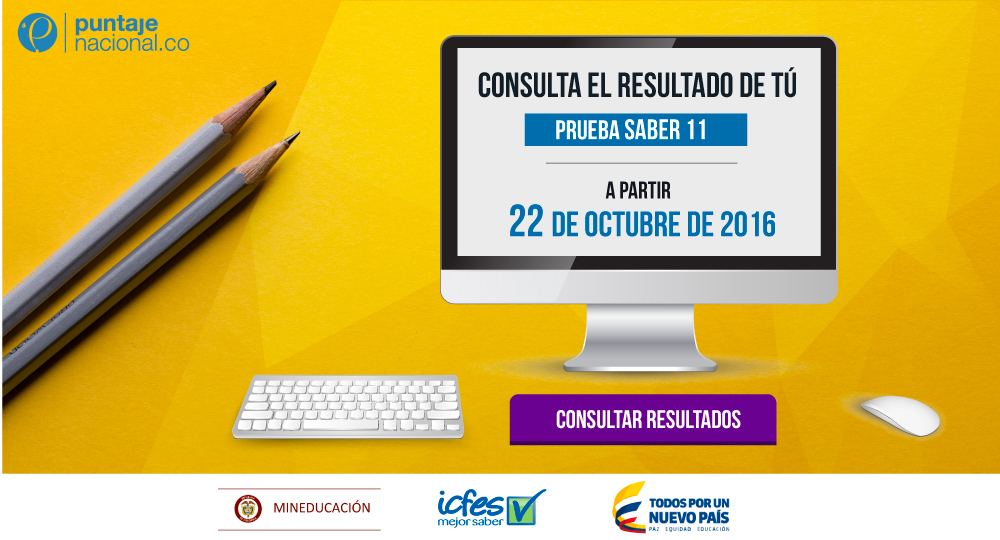 puntaje
nacional.co
CONSULTA EL RESULTADO DE TÚ
PRUEBA SABER 11
A PARTIR
22 DE OCTUBRE DE 2016
CONSULTAR RESULTADOS
MINEDUCACIÓN
icfes
mejor saber
TODOS POR UN
NUEVO PAÍS
PAZ EQUIDAD EDUCACIÓN